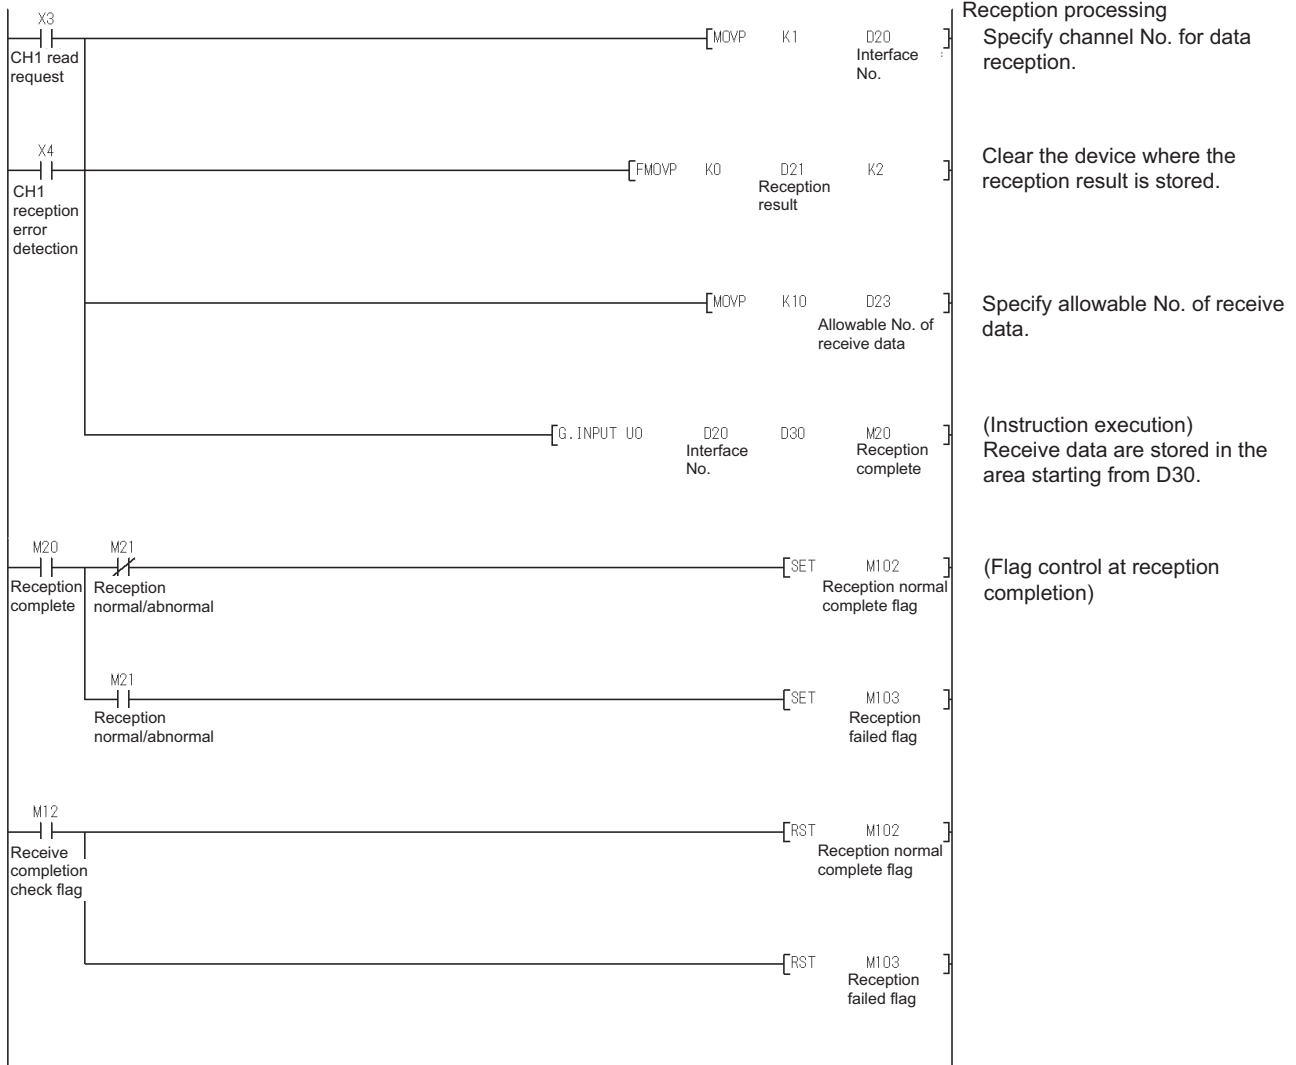 Reception processing
X3
MOVP K1 D20
Specify channel No. for data
reception.
CH1 read
request
Interface
No.
X4
FMOVP K0 D21 K2
Clear the device where the
reception result is stored.
CH1
reception
error
detection
Reception
result
MOVP K10 D23
Specify allowable No. of receive
data.
Allowable No. of
receive data
G.INPUT U0 D20 D30 M20
(Instruction execution)
Receive data are stored in the
area starting from D30.
Interface
No.
Reception
complete
M20 M21
SET M102
(Flag control at reception
completion)
Reception
complete
Reception
normal/abnormal
Reception normal
complete flag
M21
SET M103
Reception
normal/abnormal
Reception
failed flag
M12
RST M102
Receive
completion
check flag
Reception normal
complete flag
RST M103
Reception
failed flag